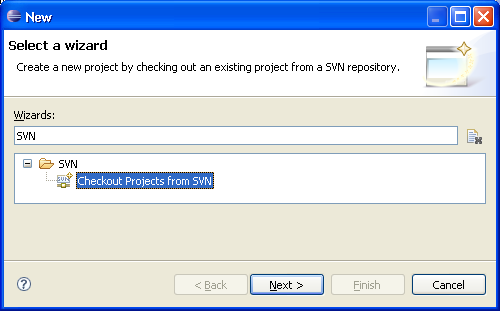 New
Select a wizard
Create a new project by checking out an existing project from a SVN repository.
Wizards:
SVN
SVN
Checkout Projects from SVN
< Back Next > Finish Cancel